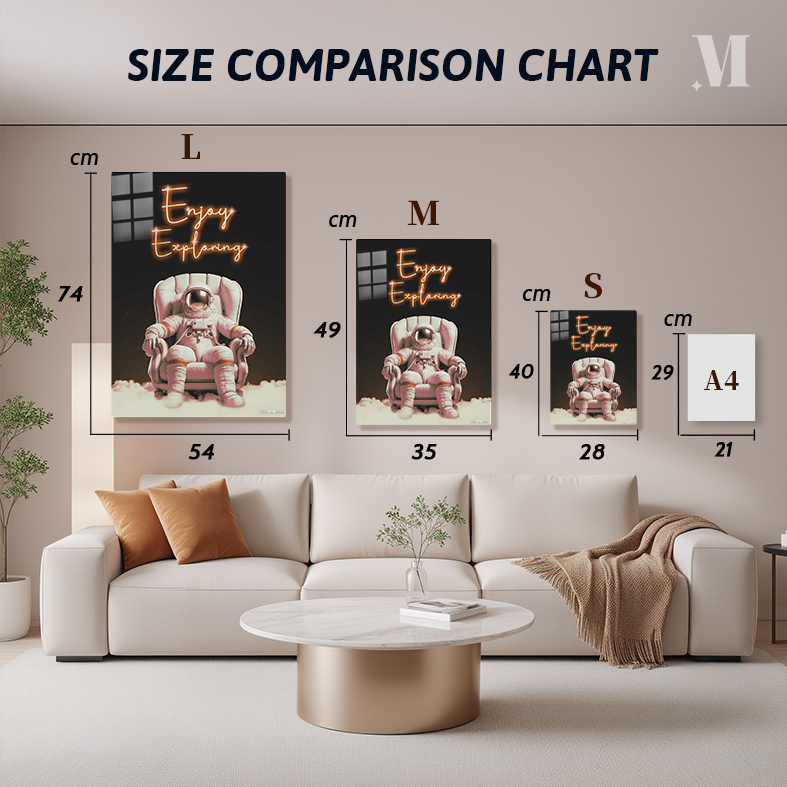 SIZE COMPARISON CHART
M
L
cm
74
54
Enjoy
Exploring
M
cm
49
35
Enjoy
Exploring
S
cm
40
28
Enjoy
Exploring
cm
29
21
A4